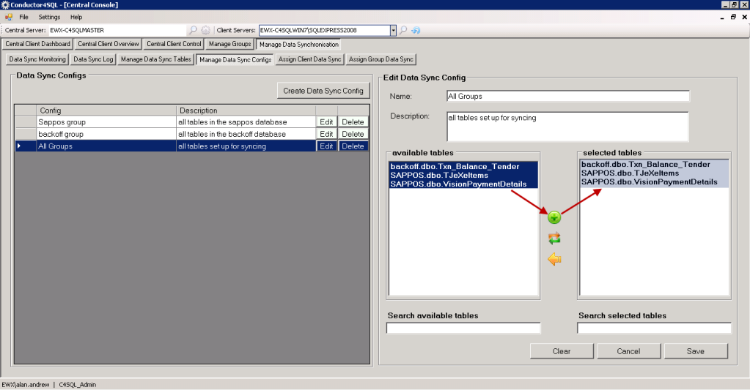 Conductor4SQL - [Central Console]
File Settings Help
Central Server: EWX-C4SQLMASTER Client Servers: EWX-C4SQLWIN7\SQLEXPRESS2008
Central Client Dashboard Central Client Overview Central Client Control Manage Groups Manage Data Synchronisation
Data Sync Monitoring Data Sync Log Manage Data Sync Tables Manage Data Sync Configs Assign Client Data Sync Assign Group Data Sync
Data Sync Configs
Create Data Sync Config
Config Description
Sappos group all tables in the sappos database Edit Delete
backoff group all tables in the backoff database Edit Delete
All Groups all tables set up for syncing Edit Delete
Edit Data Sync Config
Name: All Groups
Description: all tables set up for syncing
available tables
backoff.dbo.Txn_Balance_Tender
SAPPOS.dbo.TJeXeItems
SAPPOS.dbo.VisionPaymentDetails
selected tables
backoff.dbo.Txn_Balance_Tender
SAPPOS.dbo.TJeXeItems
SAPPOS.dbo.VisionPaymentDetails
Search available tables
Search selected tables
Clear Cancel Save
EWX\alan.andrew | C4SQL_Admin